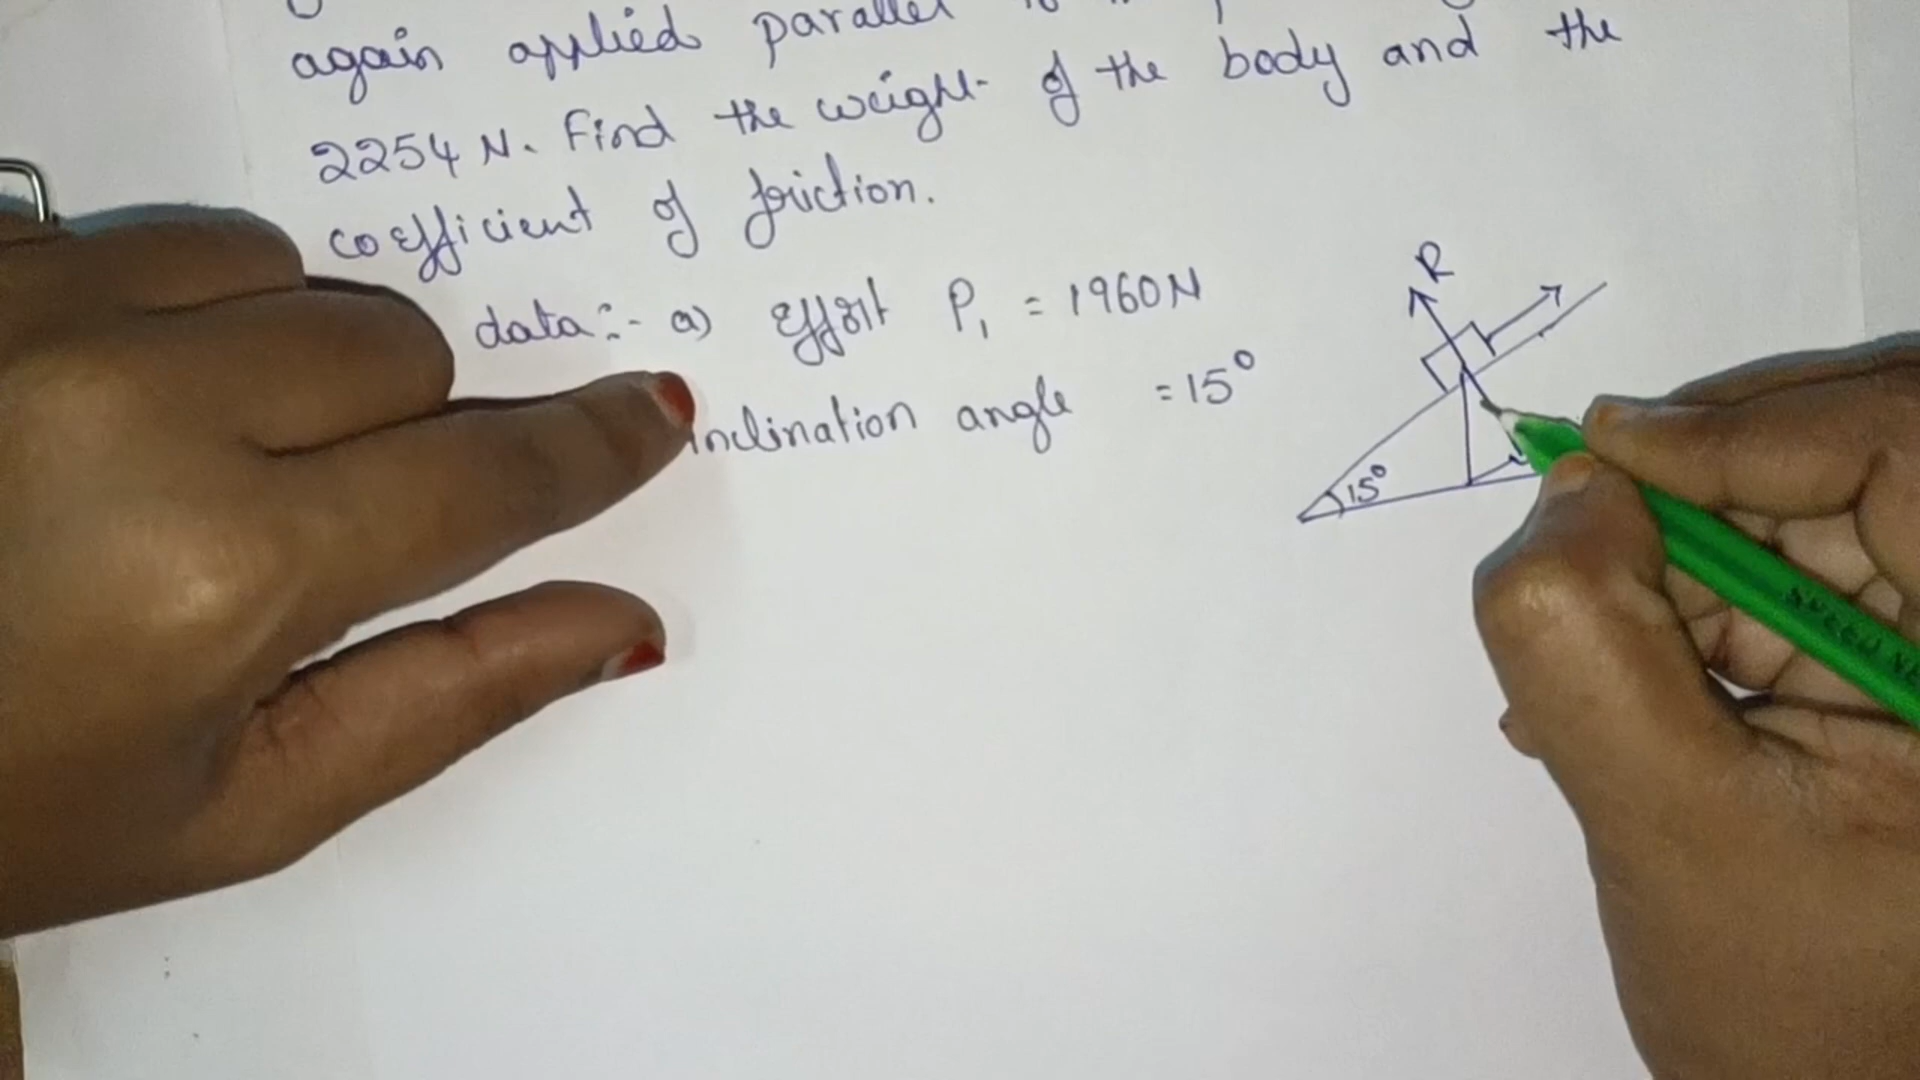 again applied parallel
2254 N. Find the weight of the body and the
coefficient of friction.
data:- a) effort P₁ = 1960N
inclination angle = 15°
R
15°